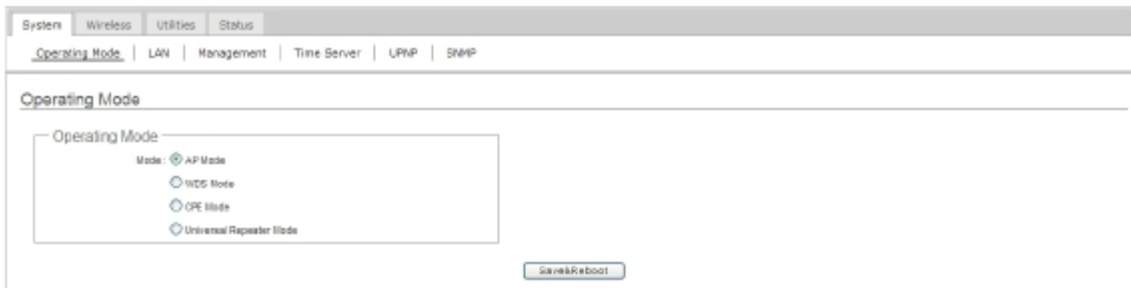 System Wireless Utilities Status
Operating Mode | LAN | Management | Time Server | UPNP | SNMP
Operating Mode
Operating Mode
Mode: AP Mode
WDS Mode
CPE Mode
Universal Repeater Mode
Save&Reboot